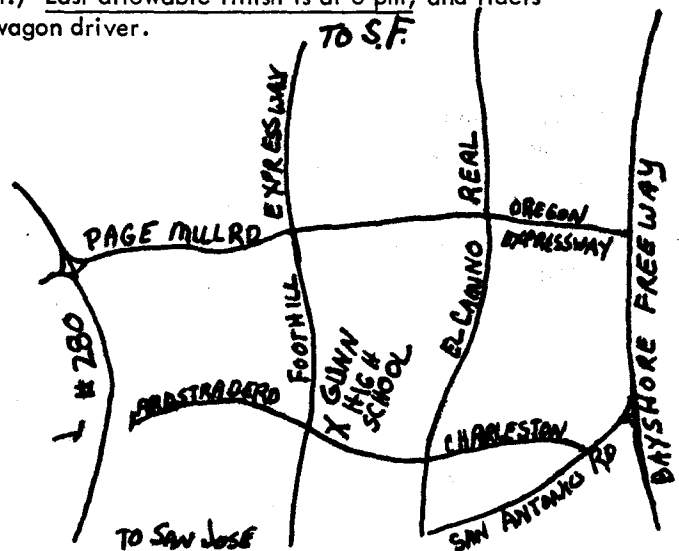 Last allowable finish is at 6 pm, and riders
wagon driver.
TO S.F.
EXPRESSWAY
REAL
PAGE MILL RD
OREGON
EXPRESSWAY
BAYSHORE FREEWAY
FOOTHILL
EL CAMINO
I #280
GUNN
HIGH
SCHOOL
X
ARASTRADERO
CHARLESTON
SAN ANTONIO RD
TO SAN JOSE